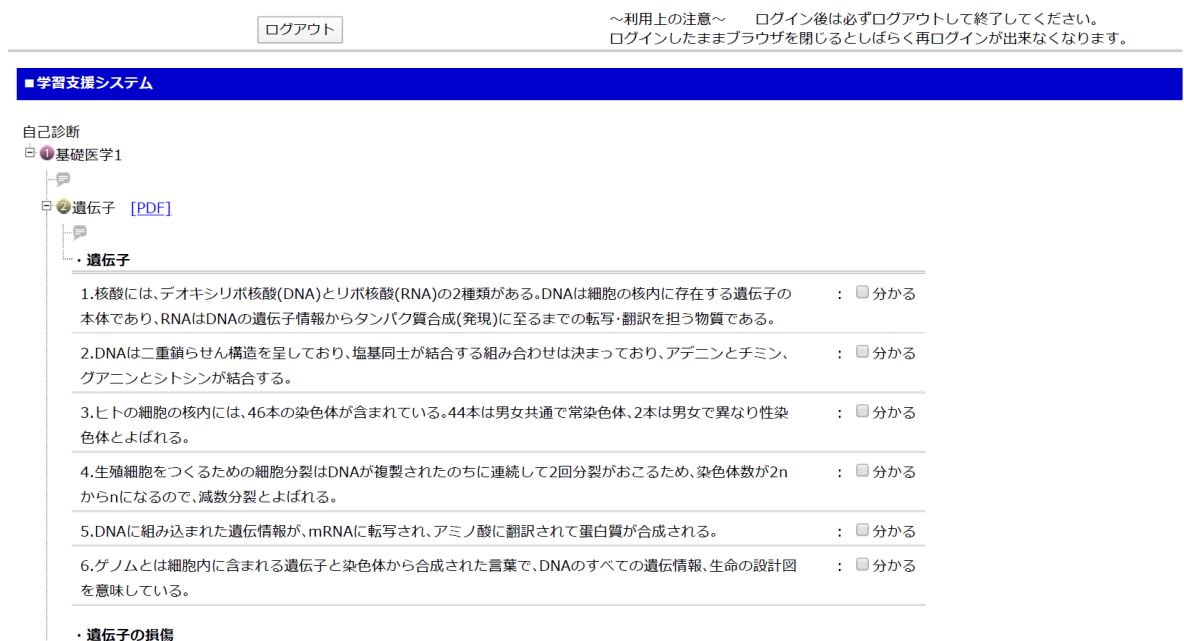 ログアウト
～利用上の注意～　　ログイン後は必ずログアウトして終了してください。
ログインしたままブラウザを閉じるとしばらく再ログインが出来なくなります。
■学習支援システム
自己診断
1基礎医学1
2遺伝子　[PDF]
・遺伝子
1.核酸には、デオキシリボ核酸(DNA)とリボ核酸(RNA)の2種類がある。DNAは細胞の核内に存在する遺伝子の : 分かる
本体であり、RNAはDNAの遺伝子情報からタンパク質合成(発現)に至るまでの転写・翻訳を担う物質である。
2.DNAは二重鎖らせん構造を呈しており、塩基同士が結合する組み合わせは決まっており、アデニンとチミン、 : 分かる
グアニンとシトシンが結合する。
3.ヒトの細胞の核内には、46本の染色体が含まれている。44本は男女共通で常染色体、2本は男女で異なり性染 : 分かる
色体とよばれる。
4.生殖細胞をつくるための細胞分裂はDNAが複製されたのちに連続して2回分裂がおこるため、染色体数が2n : 分かる
からnになるので、減数分裂とよばれる。
5.DNAに組み込まれた遺伝情報が、mRNAに転写され、アミノ酸に翻訳されて蛋白質が合成される。 : 分かる
6.ゲノムとは細胞内に含まれる遺伝子と染色体から合成された言葉で、DNAのすべての遺伝情報、生命の設計図 : 分かる
を意味している。
・遺伝子の損傷